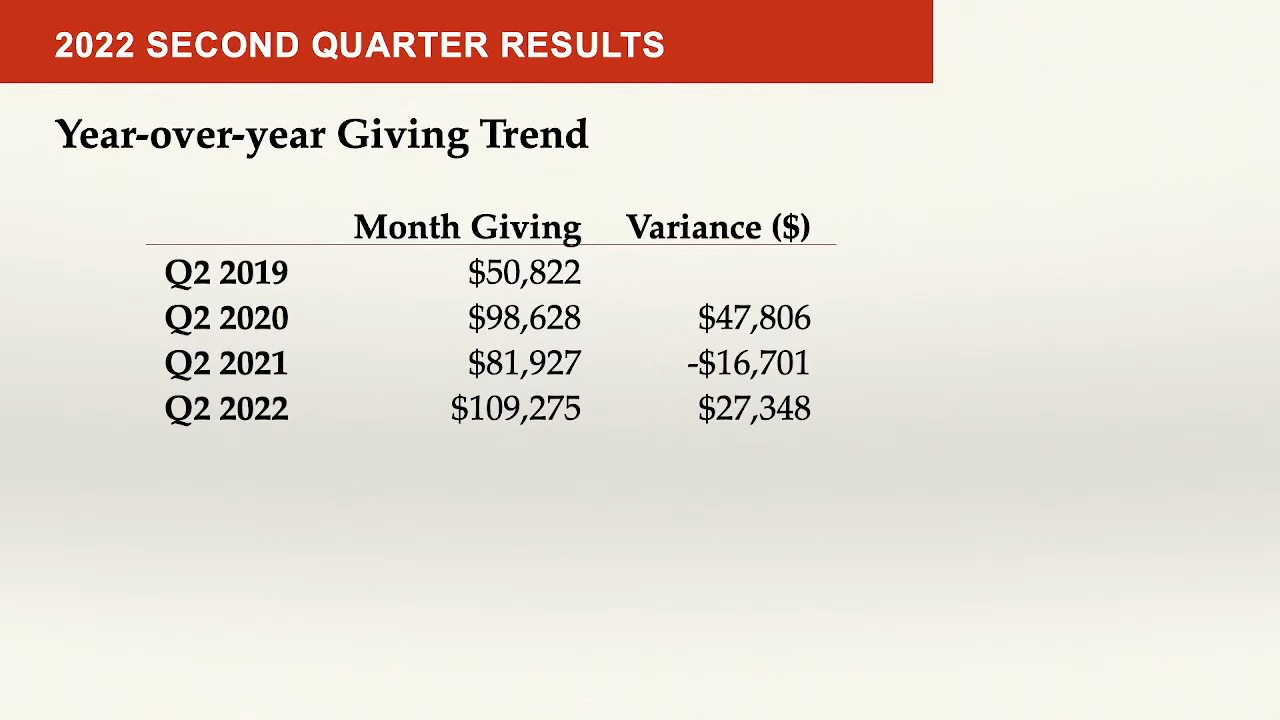 2022 SECOND QUARTER RESULTS
Year-over-year Giving Trend
Month Giving Variance ($)
Q2 2019 $50,822
Q2 2020 $98,628 $47,806
Q2 2021 $81,927 -$16,701
Q2 2022 $109,275 $27,348